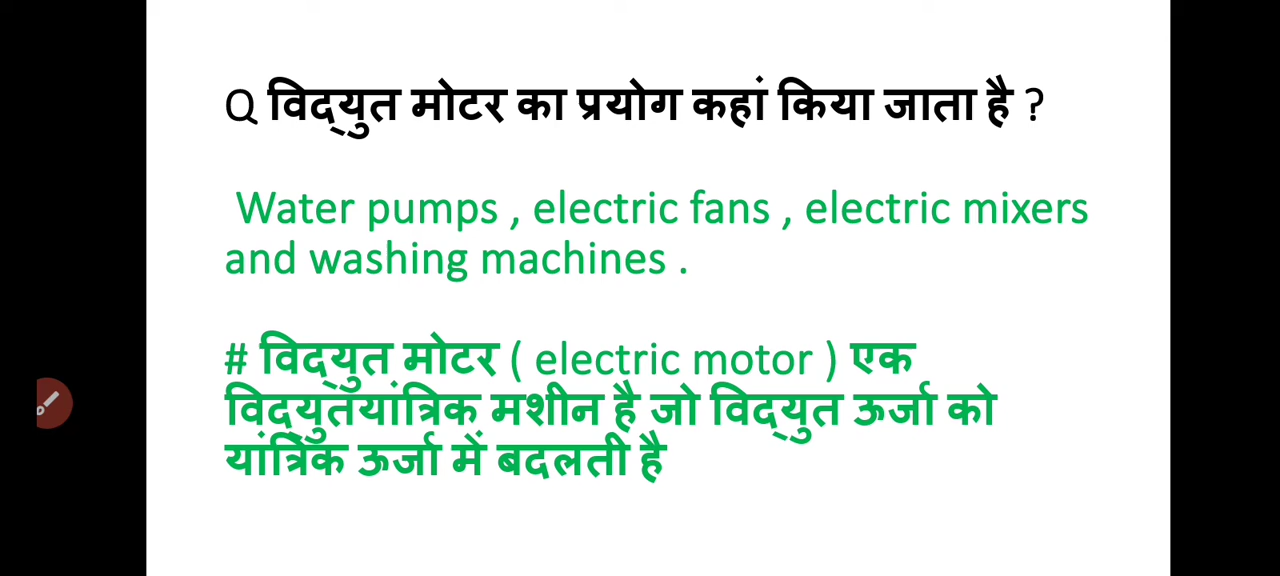 Q विद्युत मोटर का प्रयोग कहां किया जाता है ?
Water pumps , electric fans , electric mixers
and washing machines .
# विद्युत मोटर ( electric motor ) एक
विद्युतयांत्रिक मशीन है जो विद्युत ऊर्जा को
यांत्रिक ऊर्जा में बदलती है